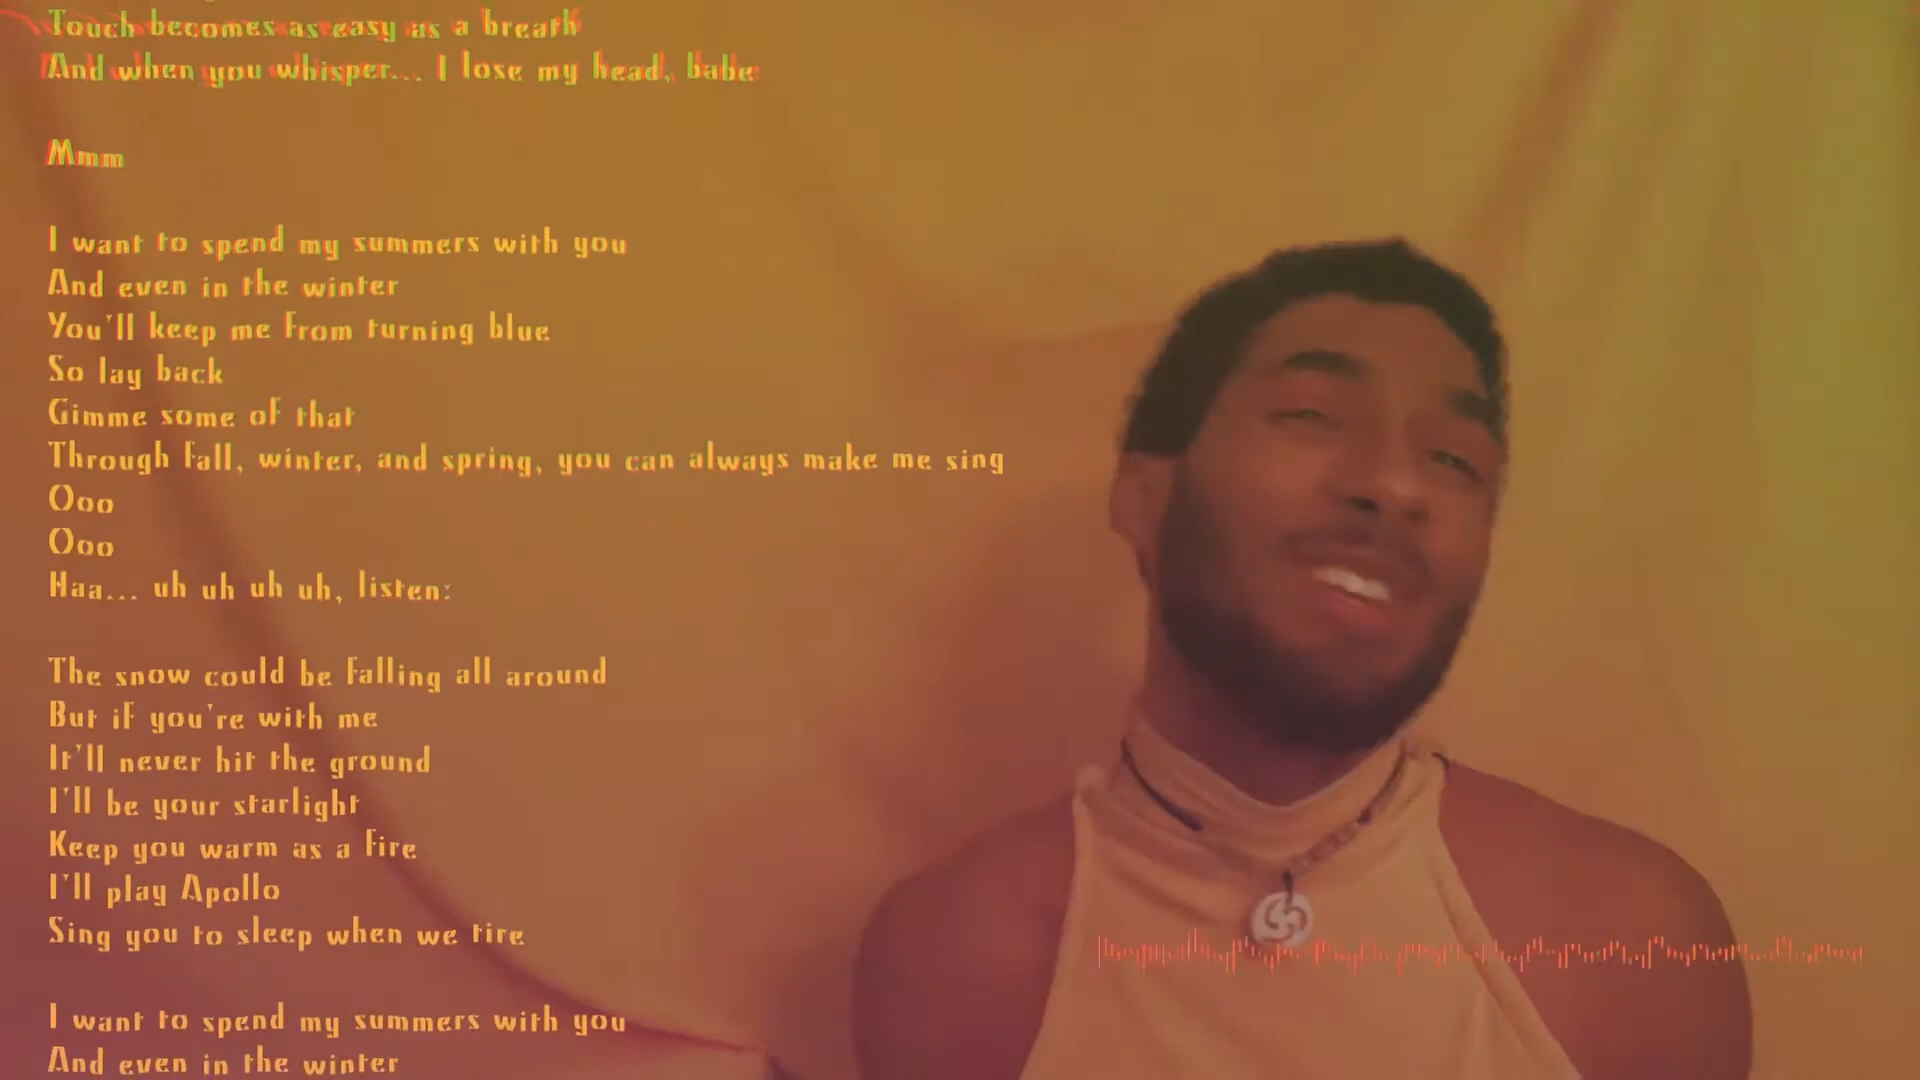 Touch becomes as easy as a breath
And when you whisper... I lose my head, babe
Mmm
I want to spend my summers with you
And even in the winter
You'll keep me from turning blue
So lay back
Gimme some of that
Through fall, winter, and spring, you can always make me sing
Ooo
Ooo
Haa... uh uh uh uh, listen:
The snow could be falling all around
But if you're with me
It'll never hit the ground
I'll be your starlight
Keep you warm as a fire
I'll play Apollo
Sing you to sleep when we tire
I want to spend my summers with you
And even in the winter